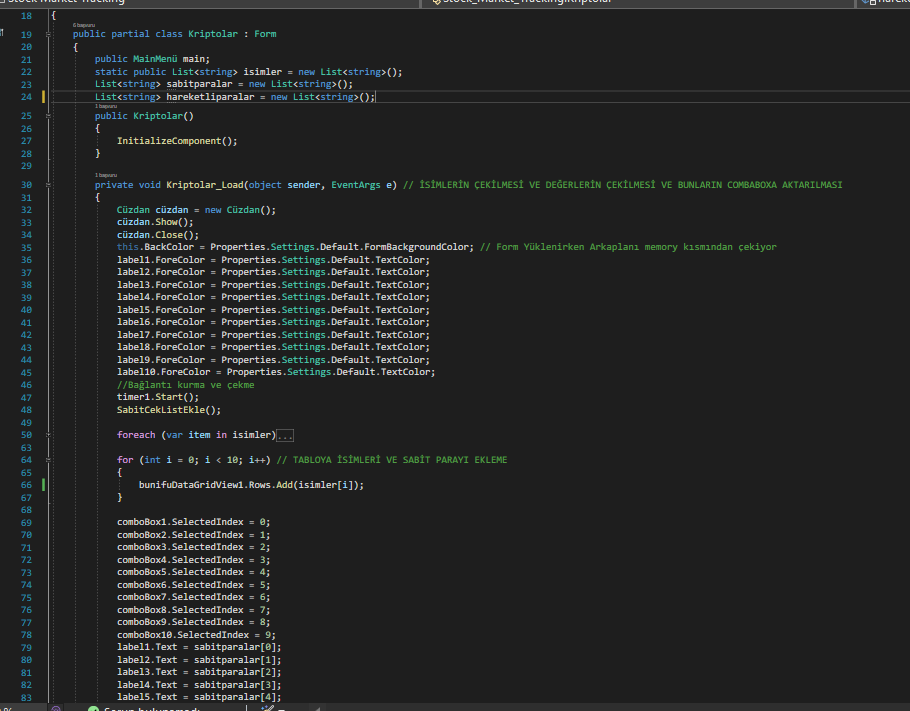 Stock Market Tracking
Stock_Market_Tracking.Kriptolar
18 {
6 başvuru
19 public partial class Kriptolar : Form
20 {
21 public MainMenü main;
22 static public List<string> isimler = new List<string>();
23 List<string> sabitparalar = new List<string>();
24 List<string> hareketliparalar = new List<string>();
1 başvuru
25 public Kriptolar()
26 {
27 InitializeComponent();
28 }
29
1 başvuru
30 private void Kriptolar_Load(object sender, EventArgs e) // İSİMLERİN ÇEKİLMESİ VE DEĞERLERİN ÇEKİLMESİ VE BUNLARIN COMBABOXA AKTARILMASI
31 {
32 Cüzdan cüzdan = new Cüzdan();
33 cüzdan.Show();
34 cüzdan.Close();
35 this.BackColor = Properties.Settings.Default.FormBackgroundColor; // Form Yüklenirken Arkaplanı memory kısmından çekiyor
36 label1.ForeColor = Properties.Settings.Default.TextColor;
37 label2.ForeColor = Properties.Settings.Default.TextColor;
38 label3.ForeColor = Properties.Settings.Default.TextColor;
39 label4.ForeColor = Properties.Settings.Default.TextColor;
40 label5.ForeColor = Properties.Settings.Default.TextColor;
41 label6.ForeColor = Properties.Settings.Default.TextColor;
42 label7.ForeColor = Properties.Settings.Default.TextColor;
43 label8.ForeColor = Properties.Settings.Default.TextColor;
44 label9.ForeColor = Properties.Settings.Default.TextColor;
45 label10.ForeColor = Properties.Settings.Default.TextColor;
46 //Bağlantı kurma ve çekme
47 timer1.Start();
48 SabitCekListEkle();
49
50 foreach (var item in isimler)...
63
64 for (int i = 0; i < 10; i++) // TABLOYA İSİMLERİ VE SABİT PARAYI EKLEME
65 {
66 bunifuDataGridView1.Rows.Add(isimler[i]);
67 }
68
69 comboBox1.SelectedIndex = 0;
70 comboBox2.SelectedIndex = 1;
71 comboBox3.SelectedIndex = 2;
72 comboBox4.SelectedIndex = 3;
73 comboBox5.SelectedIndex = 4;
74 comboBox6.SelectedIndex = 5;
75 comboBox7.SelectedIndex = 6;
76 comboBox8.SelectedIndex = 7;
77 comboBox9.SelectedIndex = 8;
78 comboBox10.SelectedIndex = 9;
79 label1.Text = sabitparalar[0];
80 label2.Text = sabitparalar[1];
81 label3.Text = sabitparalar[2];
82 label4.Text = sabitparalar[3];
83 label5.Text = sabitparalar[4];